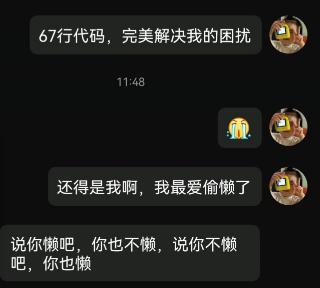 67行代码，完美解决我的困扰
11:48
😭
还得是我啊，我最爱偷懒了
说你懒吧，你也不懒，说你不懒
吧，你也懒